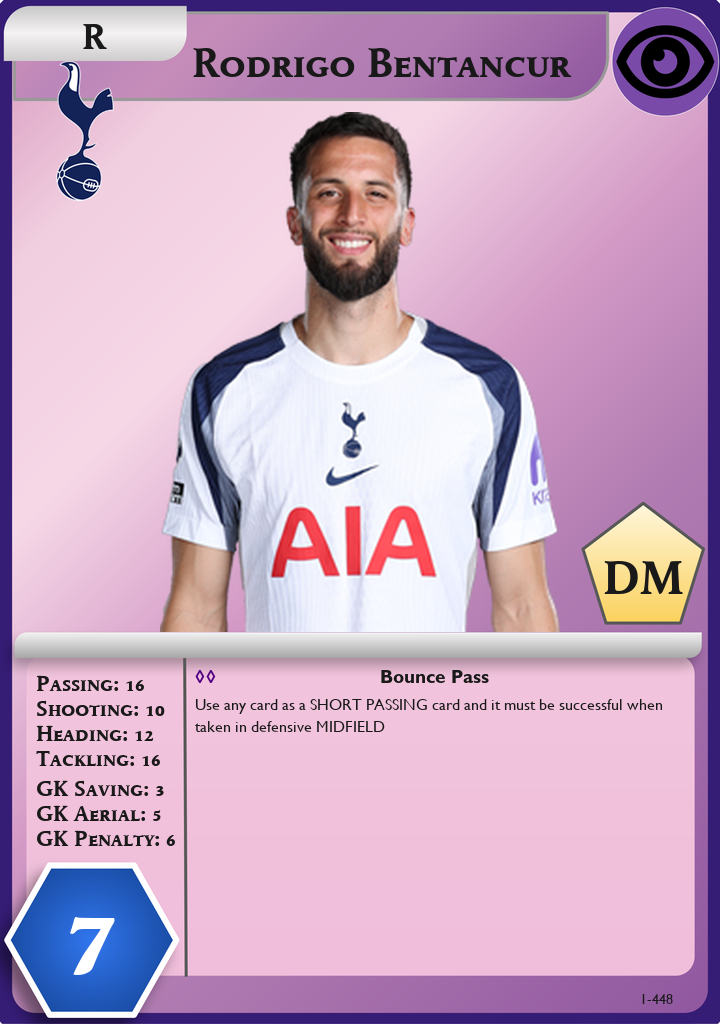 R
Rodrigo Bentancur
AIA
DM
Passing: 16
Shooting: 10
Heading: 12
Tackling: 16
GK Saving: 3
GK Aerial: 5
GK Penalty: 6
7
◊◊ Bounce Pass
Use any card as a SHORT PASSING card and it must be successful when
taken in defensive MIDFIELD
1-448